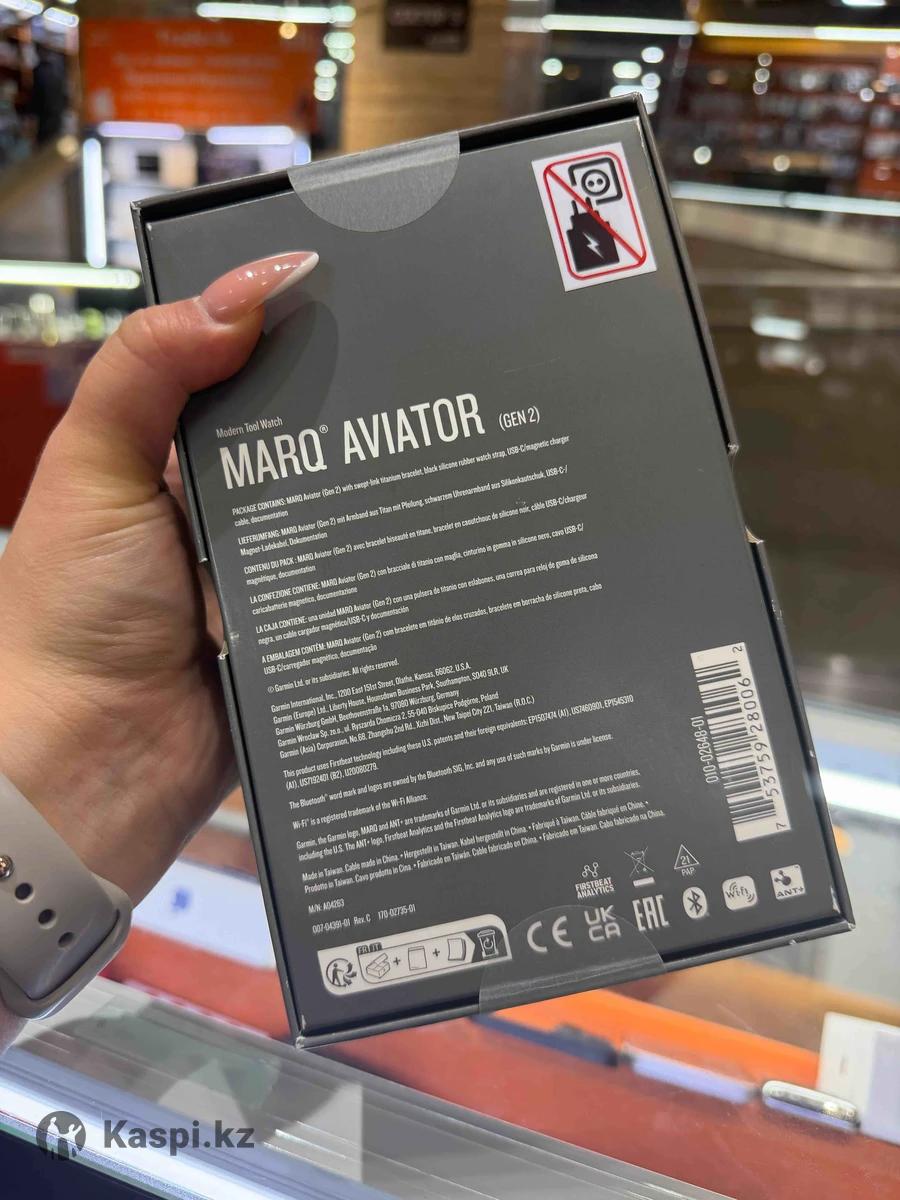 Modern Tool Watch
MARQ® AVIATOR (GEN 2)
PACKAGE CONTAINS: MARQ Aviator (Gen 2) with swept-link titanium bracelet, black silicone rubber watch strap, USB-C/magnetic charger
cable, documentation
LIEFERUMFANG: MARQ Aviator (Gen 2) mit Armband aus Titan mit Pfeilung, schwarzem Uhrenarmband aus Silikonkautschuk, USB-C-/
Magnet-Ladekabel, Dokumentation
CONTENU DU PACK : MARQ Aviator (Gen 2) avec bracelet biseauté en titane, bracelet en caoutchouc de silicone noir, câble USB-C/chargeur
magnétique, documentation
LA CONFEZIONE CONTIENE: MARQ Aviator (Gen 2) con bracciale di titanio con maglia, cinturino in gomma in silicone nero, cavo USB-C/
caricabatterie magnetico, documentazione
LA CAJA CONTIENE: una unidad MARQ Aviator (Gen 2) con una pulsera de titanio con eslabones, una correa para reloj de goma de silicona
negra, un cable cargador magnético/USB-C y documentación
A EMBALAGEM CONTÉM: MARQ Aviator (Gen 2) com bracelete em titânio de elos cruzados, bracelete em borracha de silicone preta, cabo
USB-C/carregador magnético, documentação
© Garmin Ltd. or its subsidiaries. All rights reserved.
Garmin International, Inc., 1200 East 151st Street, Olathe, Kansas, 66062, U.S.A.
Garmin (Europe) Ltd., Liberty House, Hounsdown Business Park, Southampton, SO40 9LR, UK
Garmin Würzburg GmbH, Beethovenstraße 1a, 97080 Würzburg, Germany
Garmin Wrocław Sp. zo.o., ul. Ryszarda Chomicza 2, 55-040 Biskupice Podgórne, Poland
Garmin (Asia) Corporation, No.68, Zhangshu 2nd Rd., Xizhi Dist., New Taipei City 221, Taiwan (R.O.C.)
This product uses Firstbeat technology including these U.S. patents and their foreign equivalents: EP1507474 (A1), US7460901, EP1545310
(A1), US7192401 (B2), U20080279.
The Bluetooth® word mark and logos are owned by the Bluetooth SIG, Inc. and any use of such marks by Garmin is under license.
Wi-Fi® is a registered trademark of the Wi-Fi Alliance.
Garmin, the Garmin logo, MARQ and ANT+ are trademarks of Garmin Ltd. or its subsidiaries and are registered in one or more countries,
including the U.S. The ANT+ logo, Firstbeat Analytics and the Firstbeat Analytics logo are trademarks of Garmin Ltd. or its subsidiaries.
Made in Taiwan. Cable made in China. • Hergestellt in Taiwan. Kabel hergestellt in China. • Fabriqué à Taiwan. Câble fabriqué en Chine. •
Prodotto in Taiwan. Cavo prodotto in Cina. • Fabricado en Taiwán. Cable fabricado en China. • Fabricado em Taiwan. Cabo fabricado na China.
M/N: A04263
007-04391-01 Rev. C 170-02735-01
010-02648-01
7 53759 28006 2
FIRSTBEAT
ANALYTICS
21
PAP
FR IT
CE
UK
CA
EAC
Wi-Fi
ANT+
Kaspi.kz